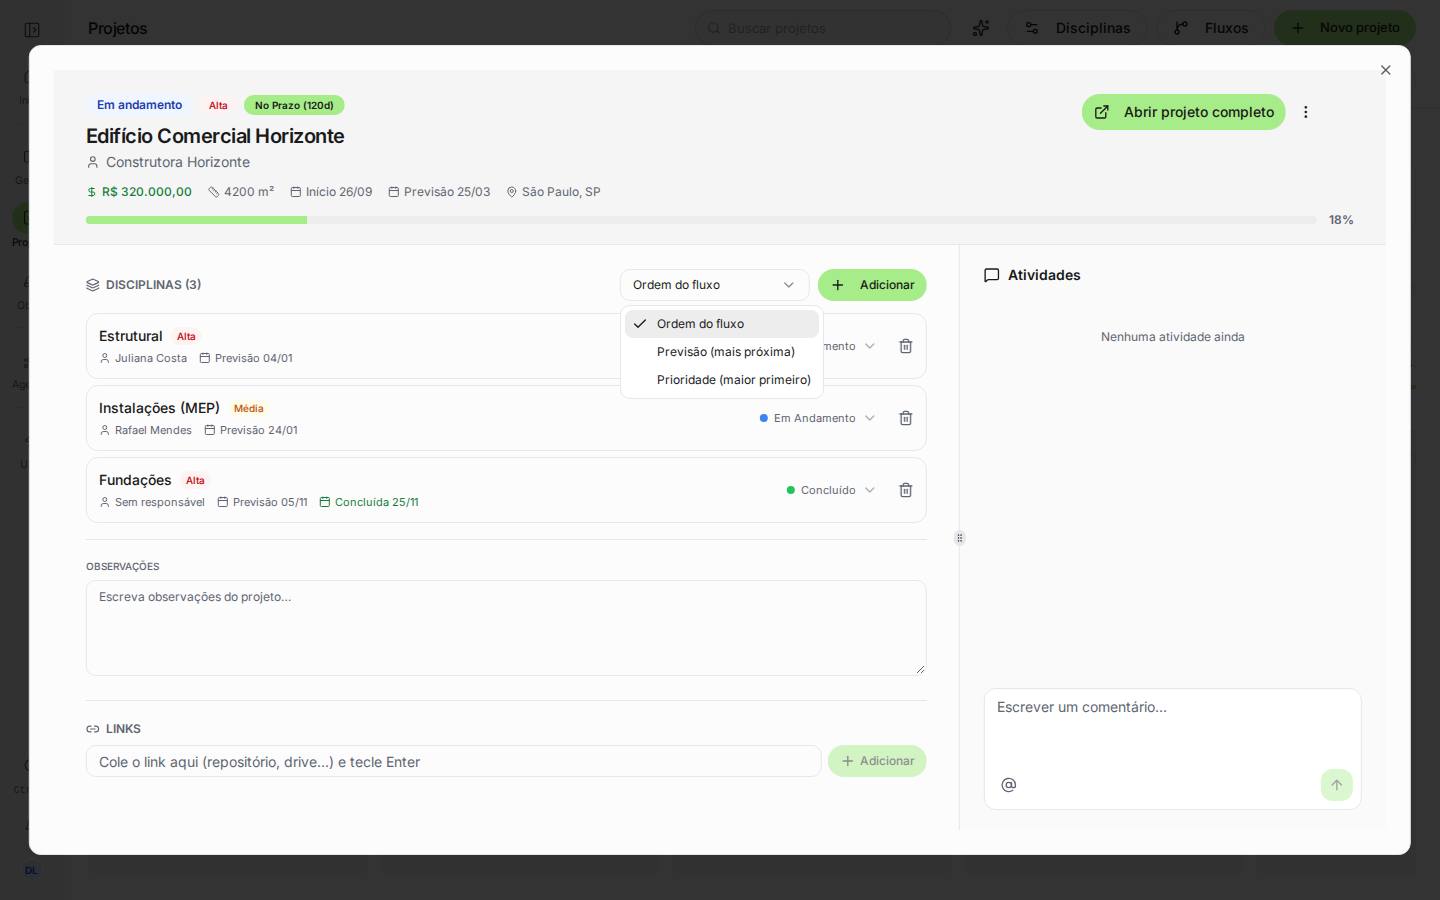 Projetos
Buscar projetos
Disciplinas
Fluxos
Novo projeto
Em andamento
Alta
No Prazo (120d)
Abrir projeto completo
Edifício Comercial Horizonte
Construtora Horizonte
R$ 320.000,00
4200 m²
Início 26/09
Previsão 25/03
São Paulo, SP
18%
DISCIPLINAS (3)
Ordem do fluxo
Adicionar
Ordem do fluxo
Previsão (mais próxima)
Prioridade (maior primeiro)
Estrutural
Alta
Juliana Costa
Previsão 04/01
mento
Instalações (MEP)
Média
Rafael Mendes
Previsão 24/01
Em Andamento
Fundações
Alta
Sem responsável
Previsão 05/11
Concluída 25/11
Concluído
OBSERVAÇÕES
Escreva observações do projeto...
LINKS
Cole o link aqui (repositório, drive...) e tecle Enter
Adicionar
Atividades
Nenhuma atividade ainda
Escrever um comentário...
DL